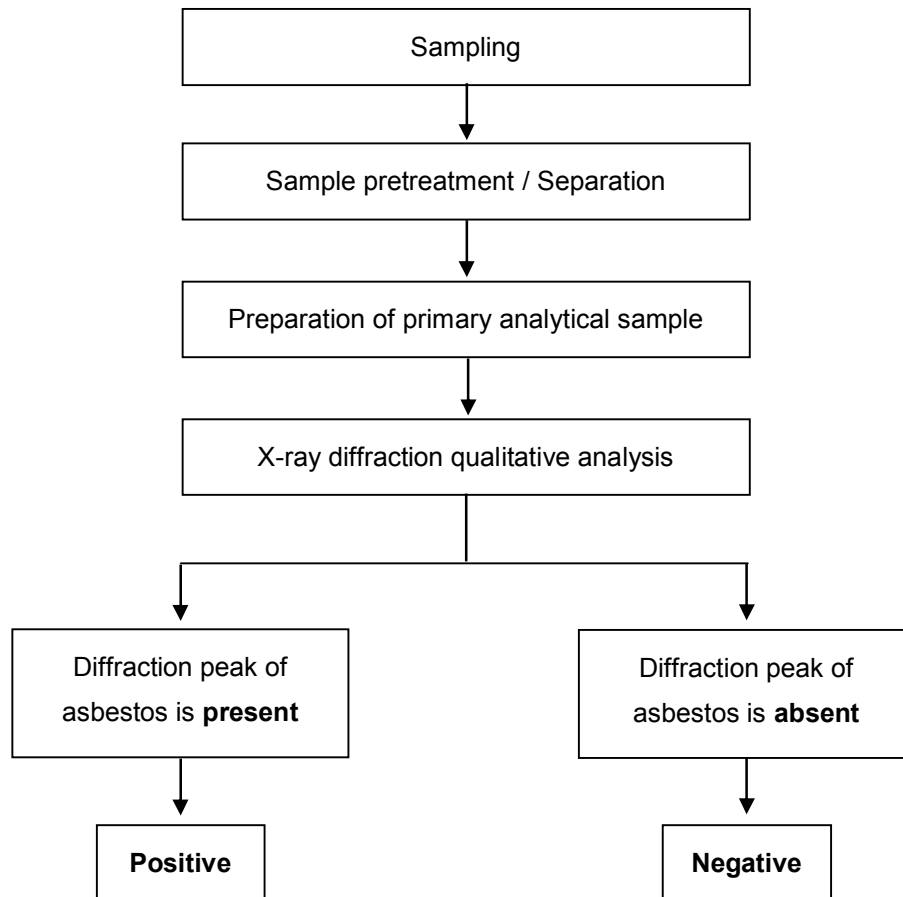 Sampling
Sample pretreatment / Separation
Preparation of primary analytical sample
X-ray diffraction qualitative analysis
Diffraction peak of
asbestos is present
Diffraction peak of
asbestos is absent
Positive
Negative